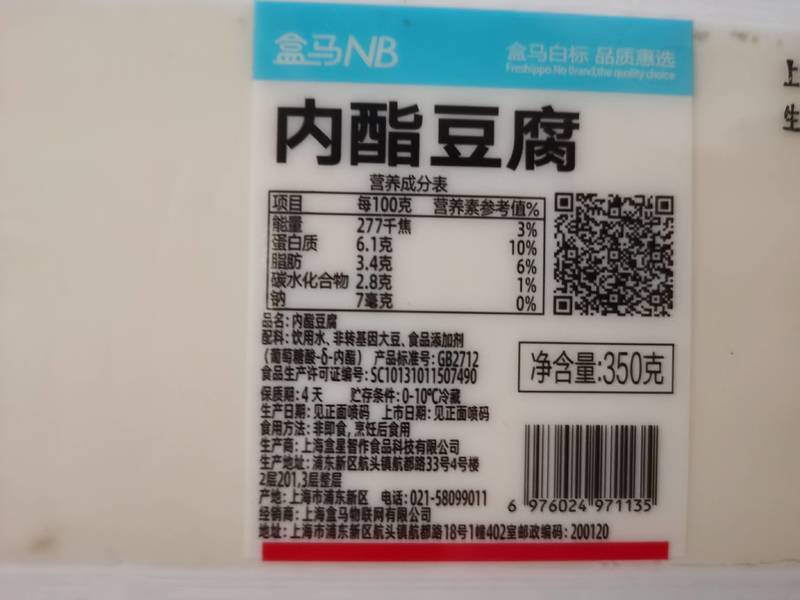 盒马NB
盒马白标 品质惠选
Freshippo.No Brand,the quality choice
上
生
内酯豆腐
营养成分表
项目 每100克 营养素参考值%
能量 277千焦 3%
蛋白质 6.1克 10%
脂肪 3.4克 6%
碳水化合物 2.8克 1%
钠 7毫克 0%
品名:内酯豆腐
配料:饮用水、非转基因大豆、食品添加剂
(葡萄糖酸-δ-内酯) 产品标准号:GB2712
食品生产许可证编号:SC10131011507490
保质期:4天 贮存条件:0-10℃冷藏
生产日期:见正面喷码 上市日期:见正面喷码
食用方法:非即食,烹饪后食用
生产商:上海盒星智作食品科技有限公司
生产地址:浦东新区航头镇航都路33号4号楼
2层201,3层整层
产地:上海市浦东新区 电话:021-58099011
经销商:上海盒马物联网有限公司
地址:上海市浦东新区航头镇航都路18号1幢402室邮政编码:200120
净含量:350克
6 976024 971135